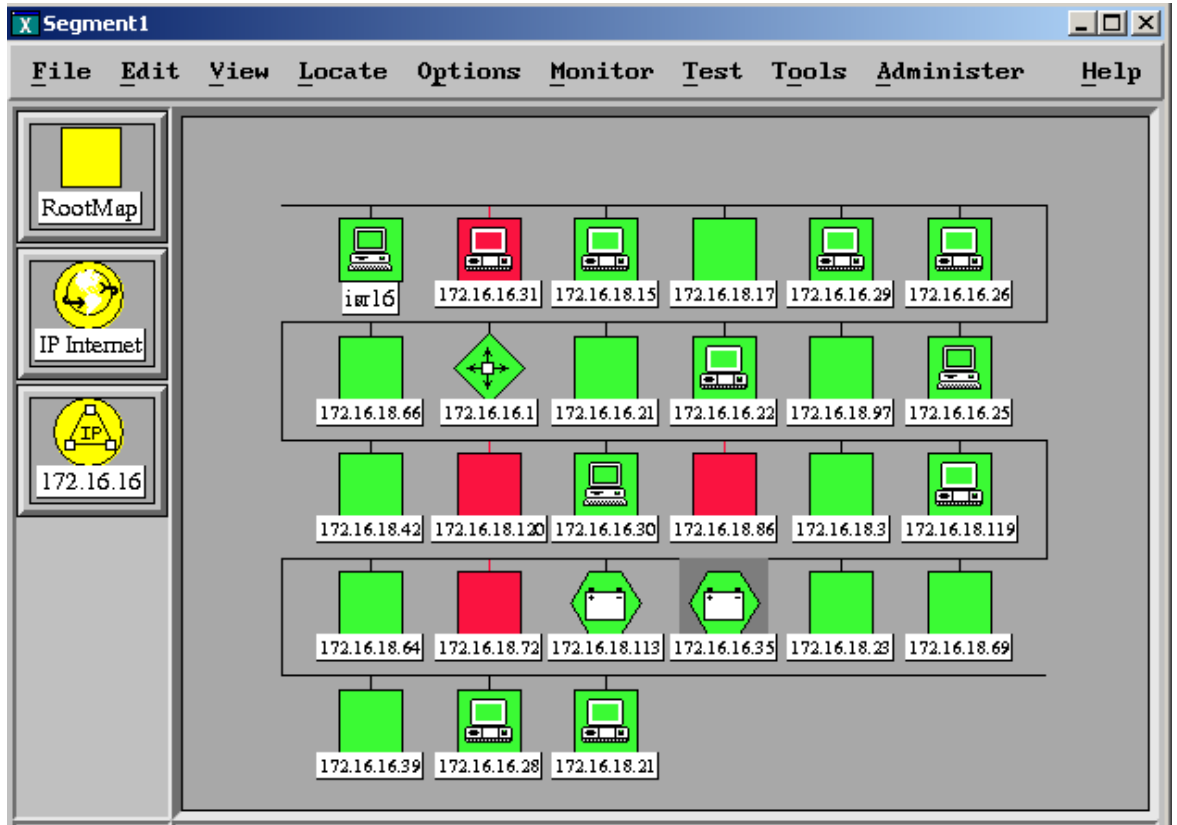 X Segment1
File Edit View Locate Options Monitor Test Tools Administer Help
RootMap
IP Internet
IP
172.16.16
isr16 172.16.16.31 172.16.18.15 172.16.18.17 172.16.16.29 172.16.16.26
172.16.18.66 172.16.16.1 172.16.16.21 172.16.16.22 172.16.18.97 172.16.16.25
172.16.18.42 172.16.18.120 172.16.16.30 172.16.18.86 172.16.18.3 172.16.18.119
172.16.18.64 172.16.18.72 172.16.18.113 172.16.16.35 172.16.18.23 172.16.18.69
172.16.16.39 172.16.16.28 172.16.18.21